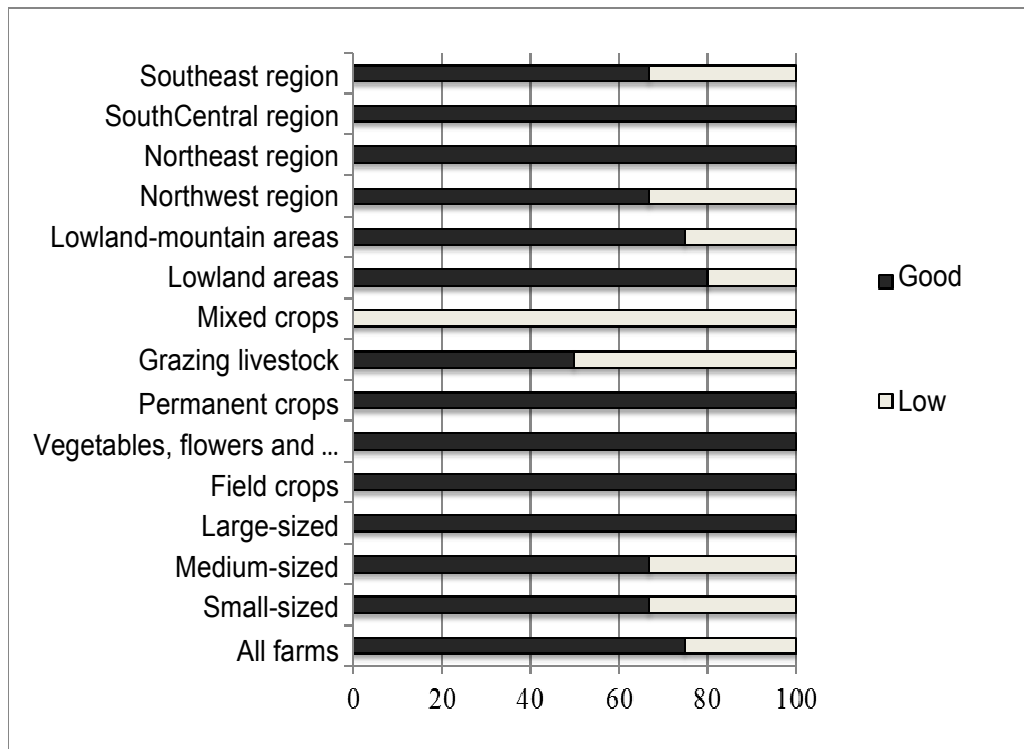 Southeast region
SouthCentral region
Northeast region
Northwest region
Lowland-mountain areas
Lowland areas
Mixed crops
Grazing livestock
Permanent crops
Vegetables, flowers and ...
Field crops
Large-sized
Medium-sized
Small-sized
All farms
0 20 40 60 80 100
Good
Low